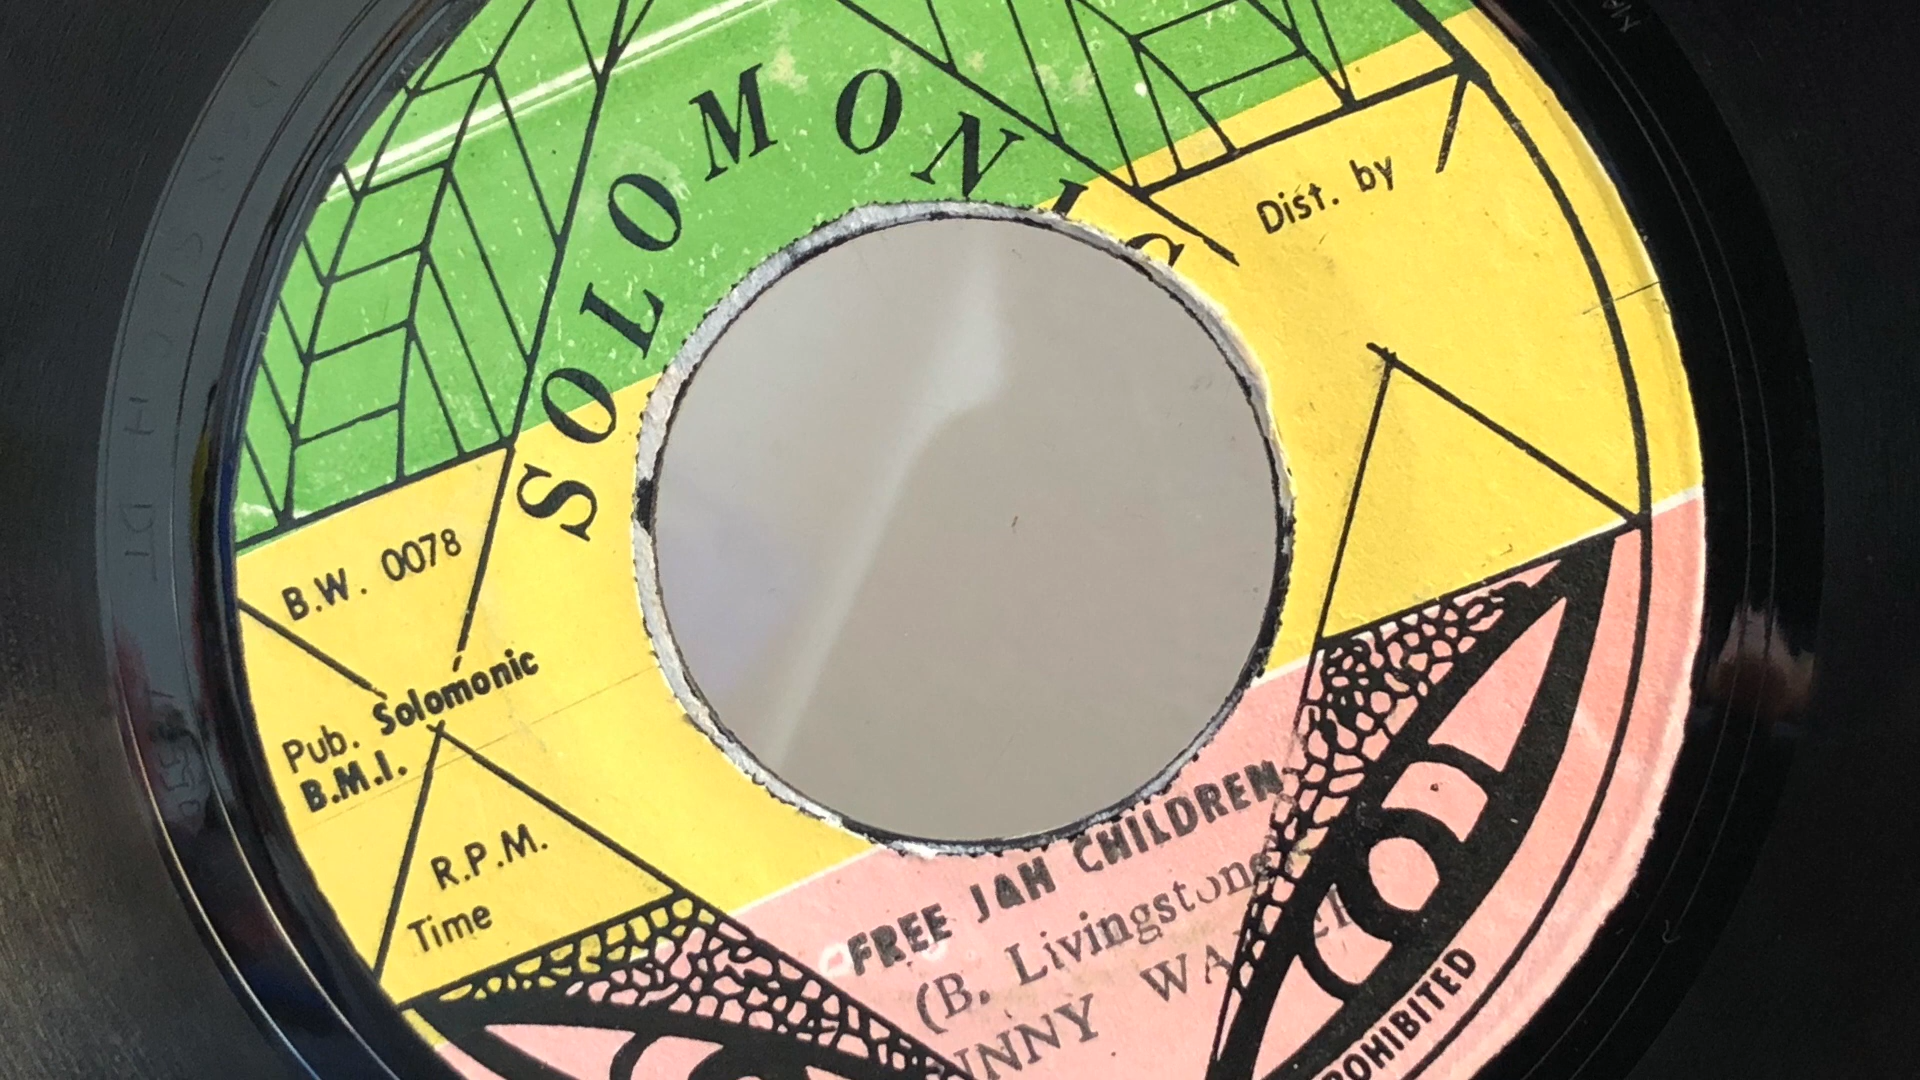 SOLOMONIC
Dist. by
B.W. 0078
Pub. Solomonic
B.M.I.
R.P.M.
Time
FREE JAH CHILDREN
(B. Livingstone